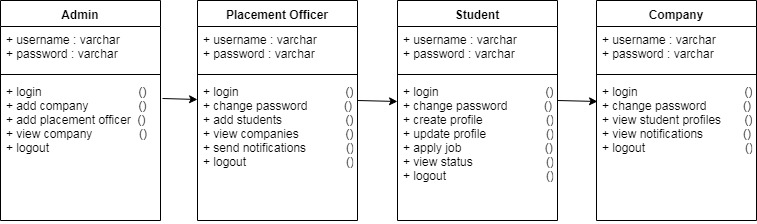 Admin
+ username : varchar
+ password : varchar
+ login ()
+ add company ()
+ add placement officer ()
+ view company ()
+ logout
Placement Officer
+ username : varchar
+ password : varchar
+ login ()
+ change password ()
+ add students ()
+ view companies ()
+ send notifications ()
+ logout ()
Student
+ username : varchar
+ password : varchar
+ login ()
+ change password ()
+ create profile ()
+ update profile ()
+ apply job ()
+ view status ()
+ logout ()
Company
+ username : varchar
+ password : varchar
+ login ()
+ change password ()
+ view student profiles ()
+ view notifications ()
+ logout ()